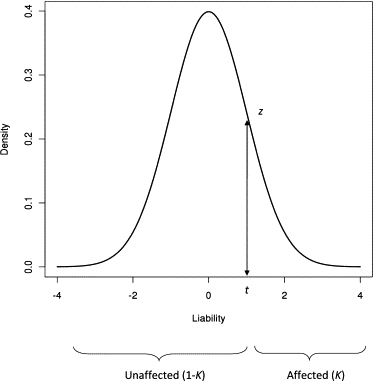 0.4
0.3
0.2
0.1
0.0
Density
z
-4 -2 0 2 4
t
Liability
Unaffected (1-K) Affected (K)